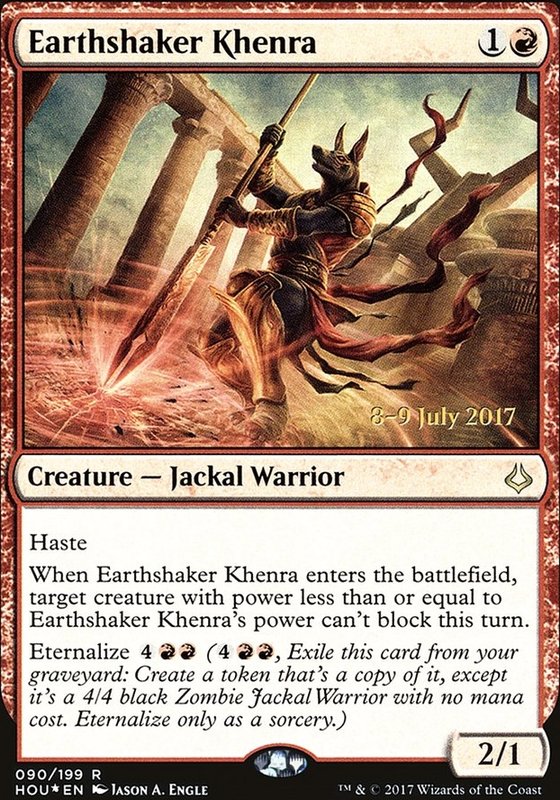 Earthshaker Khenra 1
8-9 July 2017
Creature — Jackal Warrior
Haste
When Earthshaker Khenra enters the battlefield,
target creature with power less than or equal to
Earthshaker Khenra's power can't block this turn.
Eternalize 4 (4, Exile this card from your
graveyard: Create a token that's a copy of it, except
it's a 4/4 black Zombie Jackal Warrior with no mana
cost. Eternalize only as a sorcery.)
2/1
090/199 R
HOU★EN Jason A. Engle
™ & © 2017 Wizards of the Coast